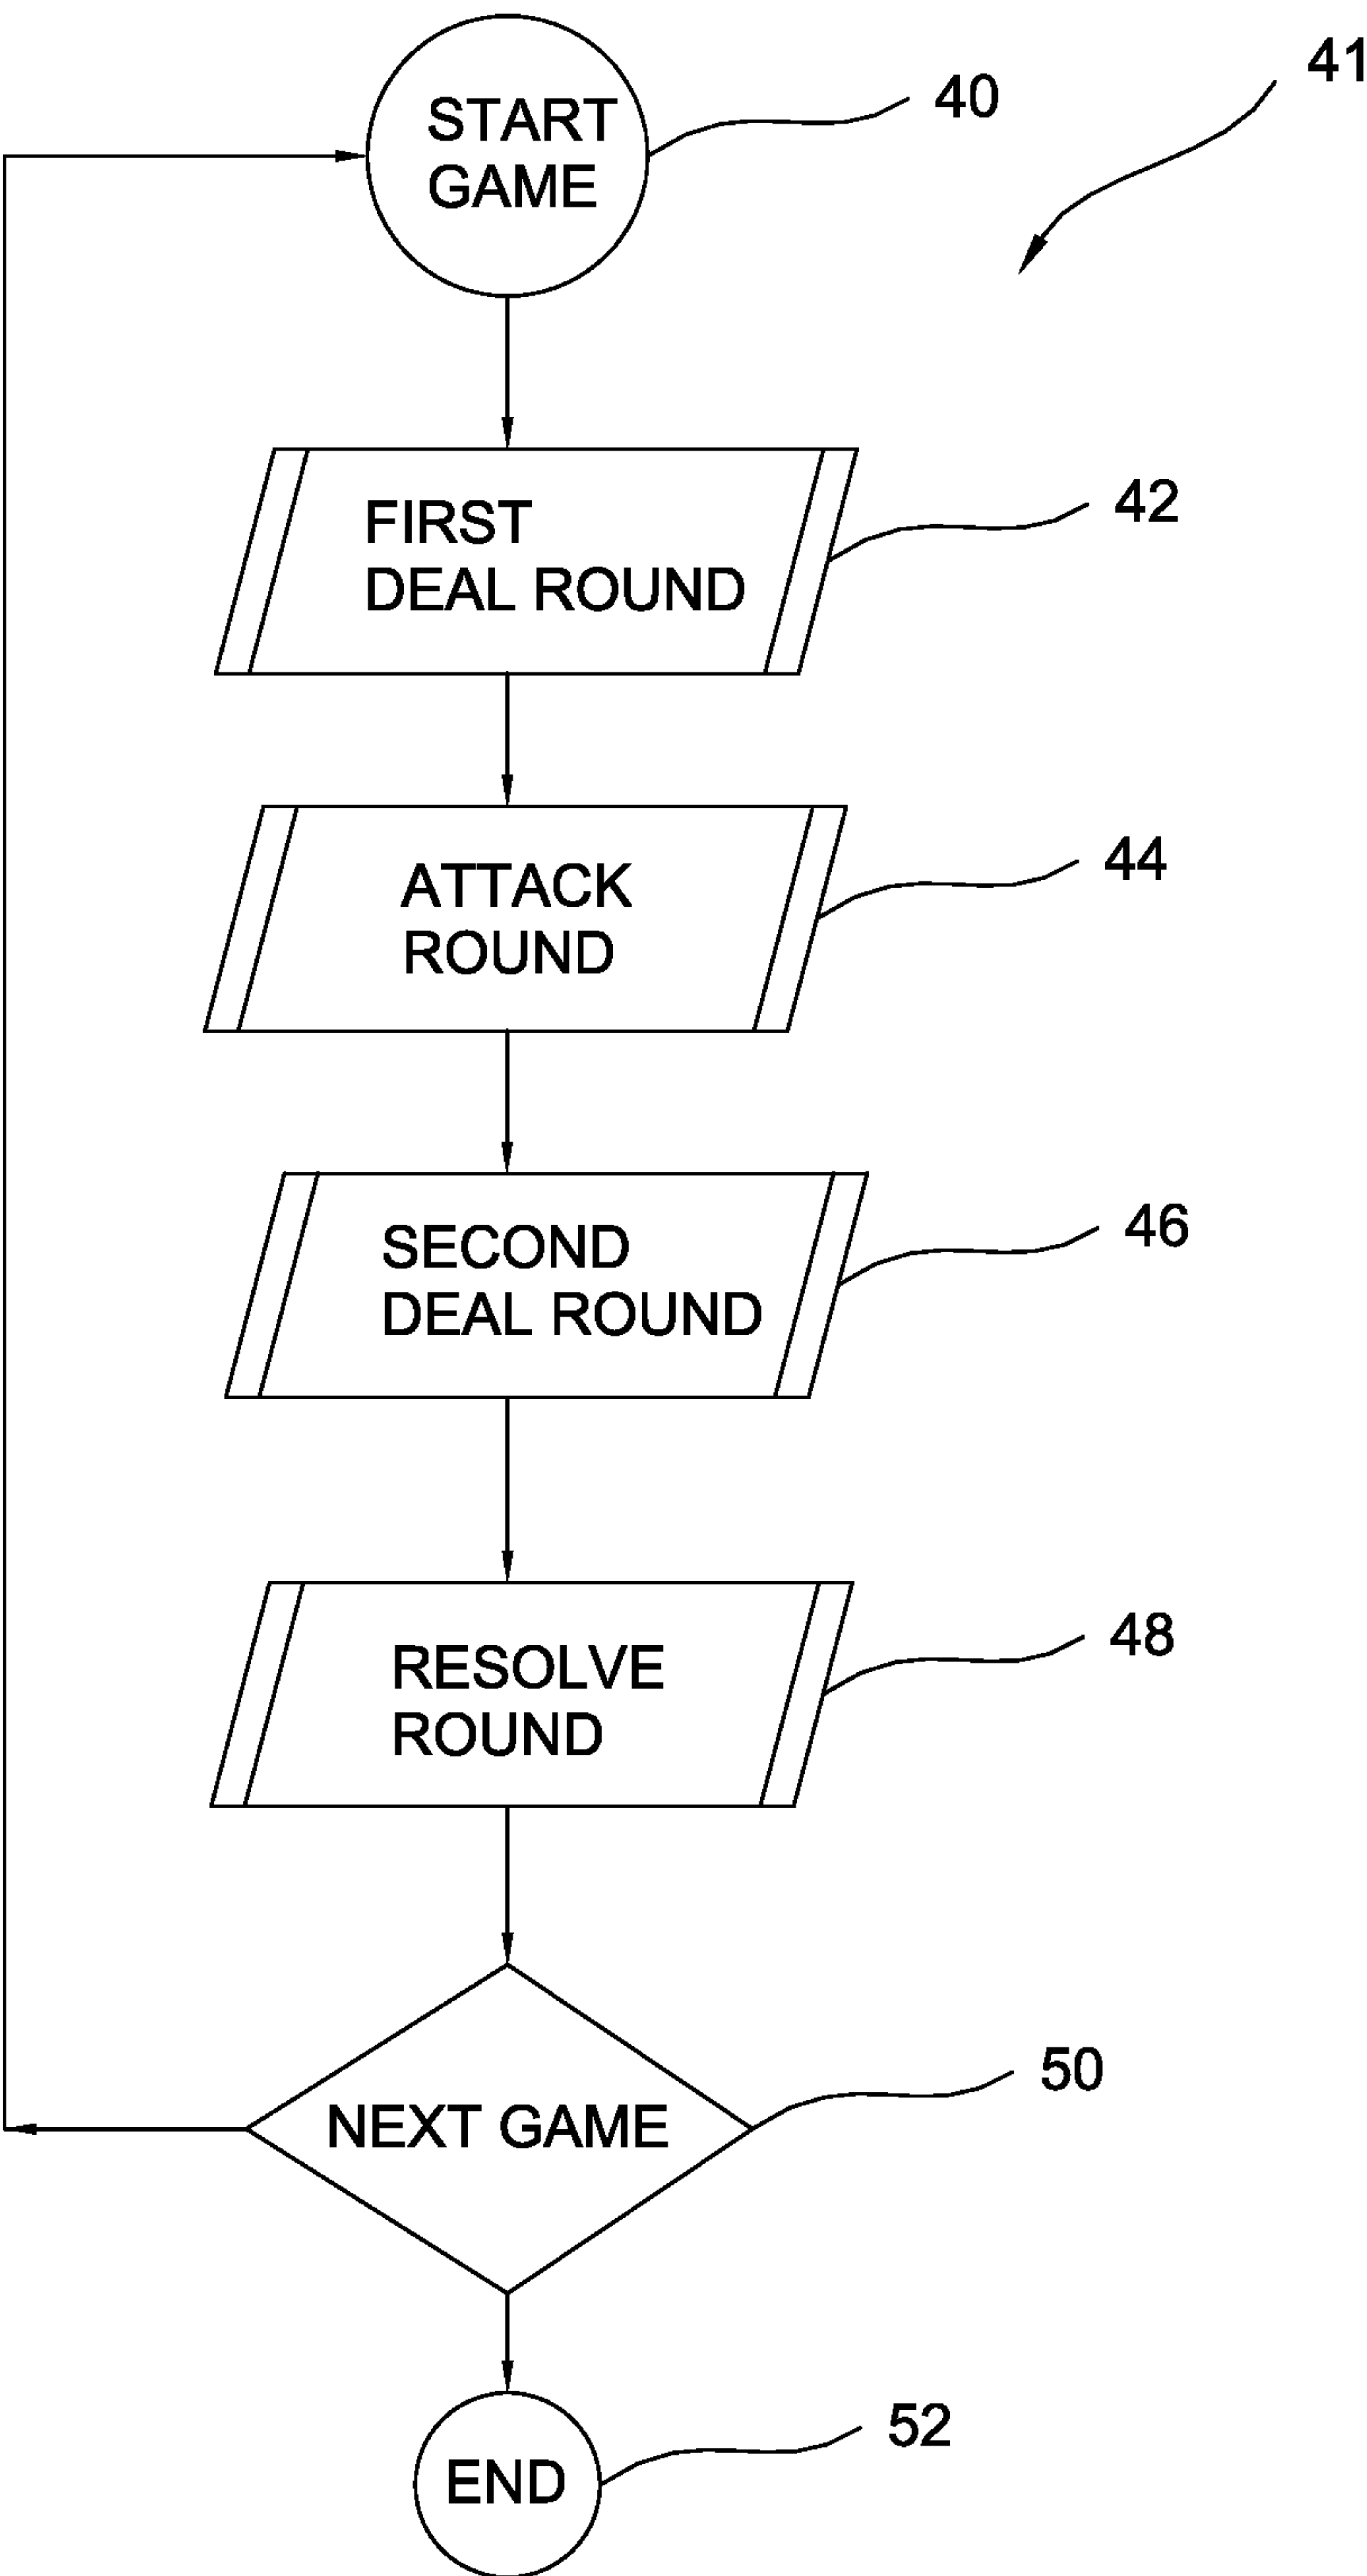 41
START
GAME
40
FIRST
DEAL ROUND
42
ATTACK
ROUND
44
SECOND
DEAL ROUND
46
RESOLVE
ROUND
48
NEXT GAME
50
END
52